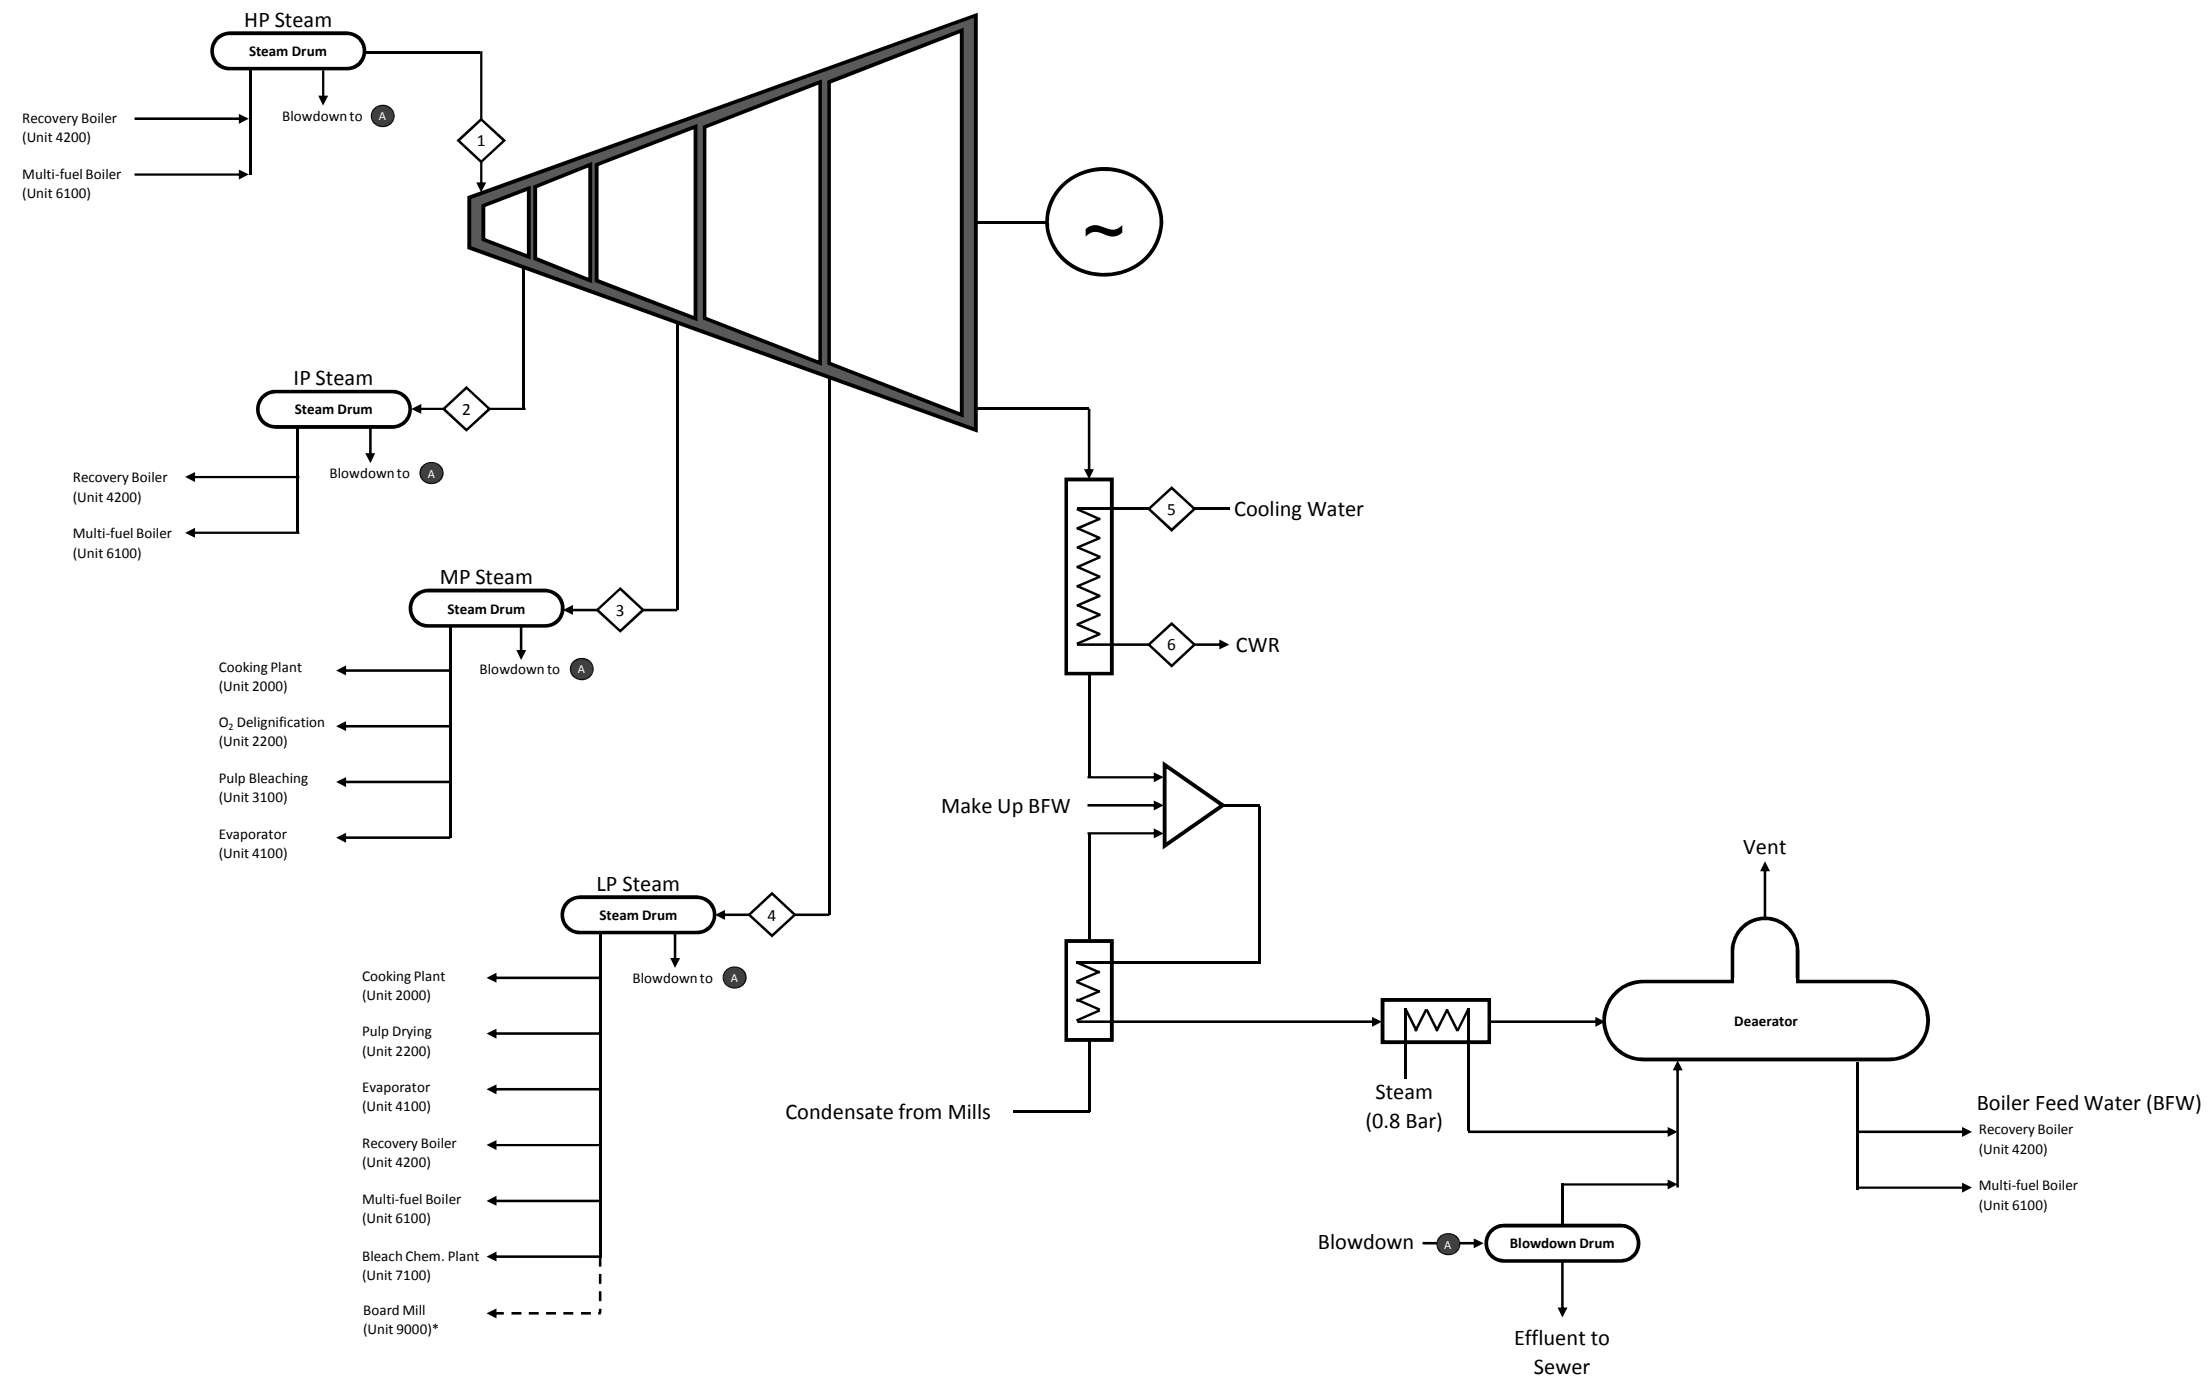 HP Steam
Steam Drum
Blowdown to A
Recovery Boiler
(Unit 4200)
Multi-fuel Boiler
(Unit 6100)
1
~
IP Steam
Steam Drum
2
Blowdown to A
Recovery Boiler
(Unit 4200)
Multi-fuel Boiler
(Unit 6100)
5
Cooling Water
6
CWR
MP Steam
Steam Drum
3
Blowdown to A
Cooking Plant
(Unit 2000)
O₂ Delignification
(Unit 2200)
Pulp Bleaching
(Unit 3100)
Evaporator
(Unit 4100)
Make Up BFW
LP Steam
Steam Drum
4
Blowdown to A
Cooking Plant
(Unit 2000)
Pulp Drying
(Unit 2200)
Evaporator
(Unit 4100)
Recovery Boiler
(Unit 4200)
Multi-fuel Boiler
(Unit 6100)
Bleach Chem. Plant
(Unit 7100)
Board Mill
(Unit 9000)*
Condensate from Mills
Steam
(0.8 Bar)
Vent
Deaerator
Boiler Feed Water (BFW)
Recovery Boiler
(Unit 4200)
Multi-fuel Boiler
(Unit 6100)
Blowdown A
Blowdown Drum
Effluent to
Sewer